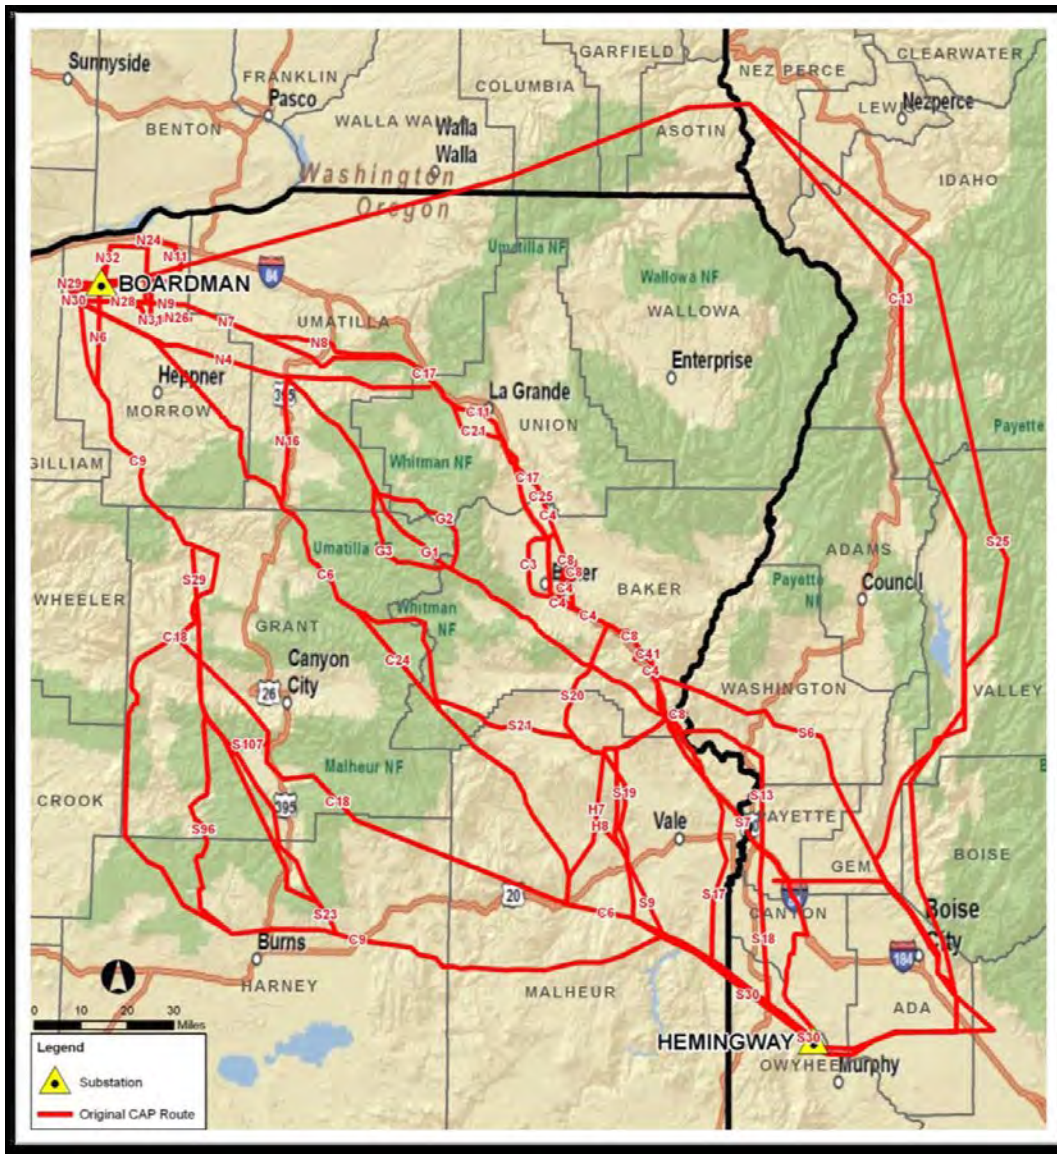 GARFIELD
CLEARWATER
Sunnyside
FRANKLIN
COLUMBIA
NEZ PERCE
Pasco
LEWIS
Nezperce
BENTON
WALLA WALLA
Walla
Walla
ASOTIN
Washington
Oregon
IDAHO
N24
N11
N32
Umatilla NF
Wallowa NF
BOARDMAN
84
N29
N30
N28
N9
N31
N26
C13
WALLOWA
N6
N7
UMATILLA
N8
N4
Enterprise
Heppner
C17
395
La Grande
MORROW
C11
UNION
Payette
N16
C21
GILLIAM
C9
Whitman NF
C17
C25
G2
C4
S25
Umatilla NF
G3
G1
ADAMS
S29
C6
C3
C8
C8
Baker
C4
BAKER
Payette
NF
Council
WHEELER
C4
Whitman
NF
C4
GRANT
C18
C8
C24
C41
C4
Canyon
City
26
WASHINGTON
VALLEY
S20
C8
S21
S6
S107
Malheur NF
CROOK
C18
395
S19
S13
H7
H8
Vale
S7
PAYETTE
S96
GEM
BOISE
20
S17
CANYON
Boise
City
S23
C6
S9
C9
S18
184
Burns
HARNEY
MALHEUR
S30
ADA
0 10 20 30
Miles
HEMINGWAY
S30
Legend
OWYHEE
Murphy
Substation
Original CAP Route